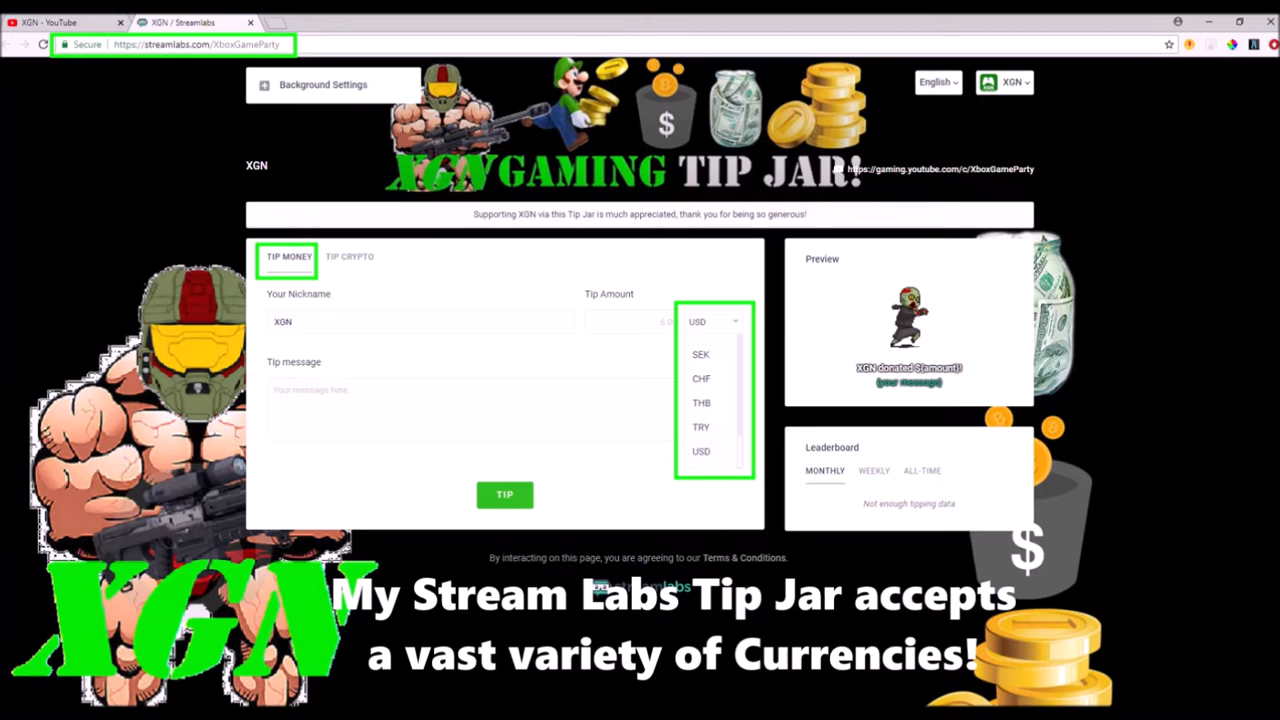 XGN - YouTube
XGN / Streamlabs
Secure
https://streamlabs.com/XboxGameParty
Background Settings
English
XGN
$
XGN GAMING TIP JAR!
XGN
https://gaming.youtube.com/c/XboxGameParty
Supporting XGN via this Tip Jar is much appreciated, thank you for being so generous!
TIP MONEY
TIP CRYPTO
Your Nickname
Tip Amount
XGN
5.00
USD
SEK
CHF
THB
TRY
USD
Tip message
Your message here.
TIP
Preview
XGN donated ${amount}!
{your message}
Leaderboard
MONTHLY
WEEKLY
ALL-TIME
Not enough tipping data
$
By interacting on this page, you are agreeing to our Terms & Conditions.
streamlabs
XGN
My Stream Labs Tip Jar accepts
a vast variety of Currencies!